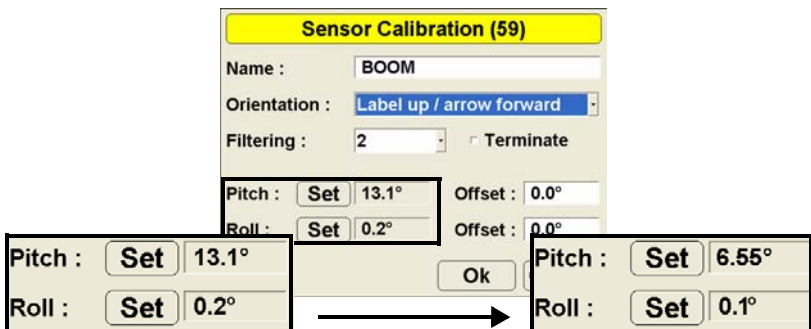 Sensor Calibration (59)
Name : BOOM
Orientation : Label up / arrow forward
Filtering : 2 Terminate
Pitch : Set 13.1° Offset : 0.0°
Roll : Set 0.2° Offset : 0.0°
Ok
Pitch : Set 13.1°
Roll : Set 0.2°
Pitch : Set 6.55°
Roll : Set 0.1°